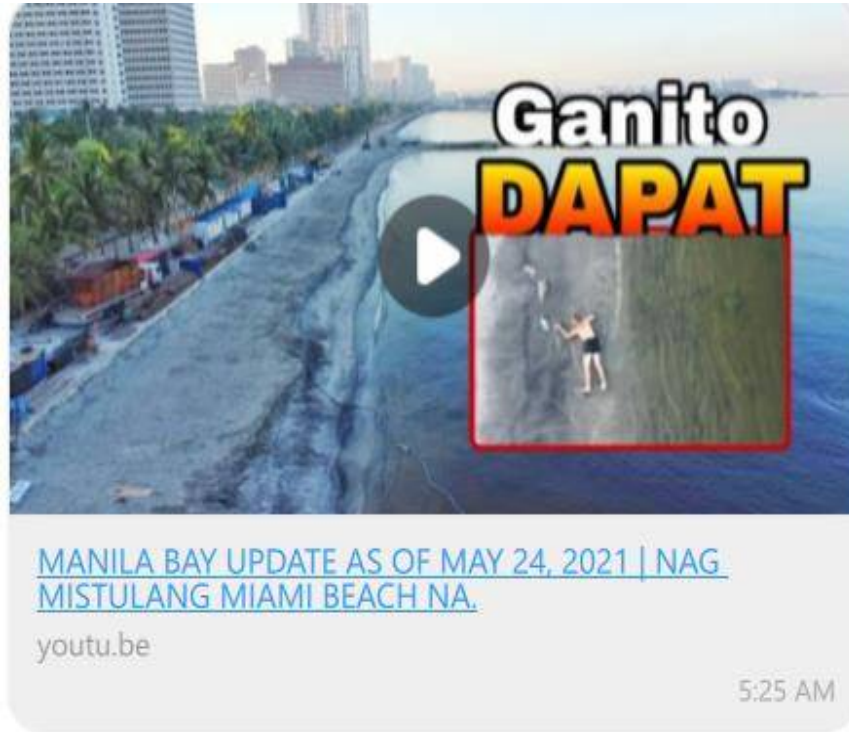 Ganito
DAPAT
MANILA BAY UPDATE AS OF MAY 24, 2021 | NAG
MISTULANG MIAMI BEACH NA.
youtu.be
5:25 AM